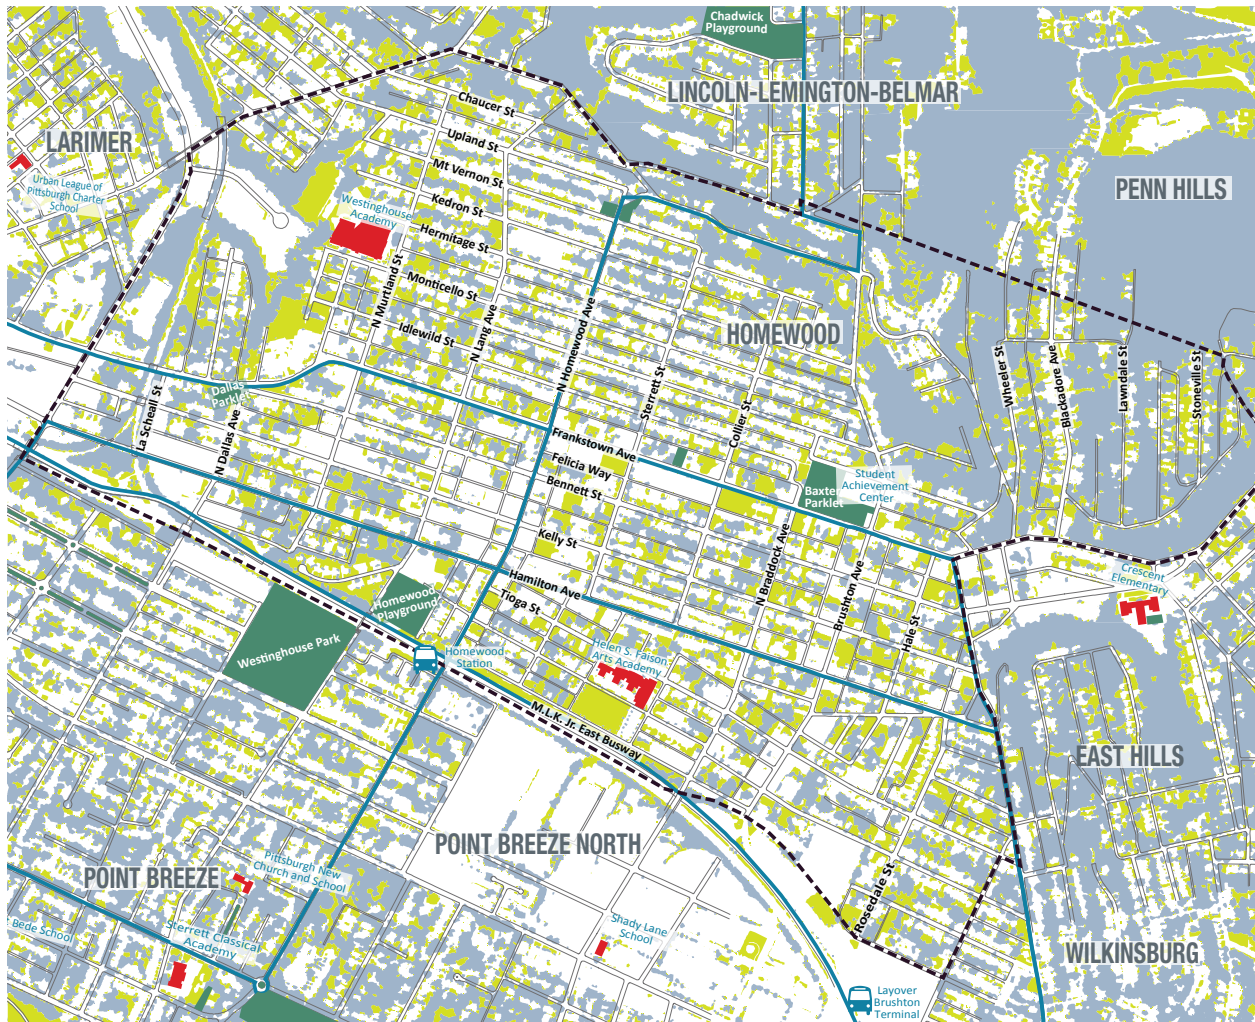 Chadwick
Playground
LINCOLN-LEMINGTON-BELMAR
LARIMER
Urban League of
Pittsburgh Charter
School
Chaucer St
Upland St
Mt Vernon St
Kedron St
Hermitage St
Monticello St
Idlewild St
Westinghouse
Academy
N Murtland St
N Lang Ave
N Homewood Ave
PENN HILLS
HOMEWOOD
Sterrett St
Collier St
Wheeler St
Blackadore Ave
Lawndale St
Stoneville St
Dallas
Parklet
La Scheall St
N Dallas Ave
Frankstown Ave
Felicia Way
Bennett St
Kelly St
Baxter
Parklet
Student
Achievement
Center
N Braddock Ave
Brushton Ave
Hale St
Crescent
Elementary
Hamilton Ave
Tioga St
Homewood
Playground
Westinghouse Park
Homewood
Station
Helen S. Faison
Arts Academy
M.L.K. Jr. East Busway
EAST HILLS
POINT BREEZE NORTH
POINT BREEZE
Pittsburgh New
Church and School
Sterrett Classical
Academy
Bede School
Shady Lane
School
Rosedale St
WILKINSBURG
Layover
Brushton
Terminal